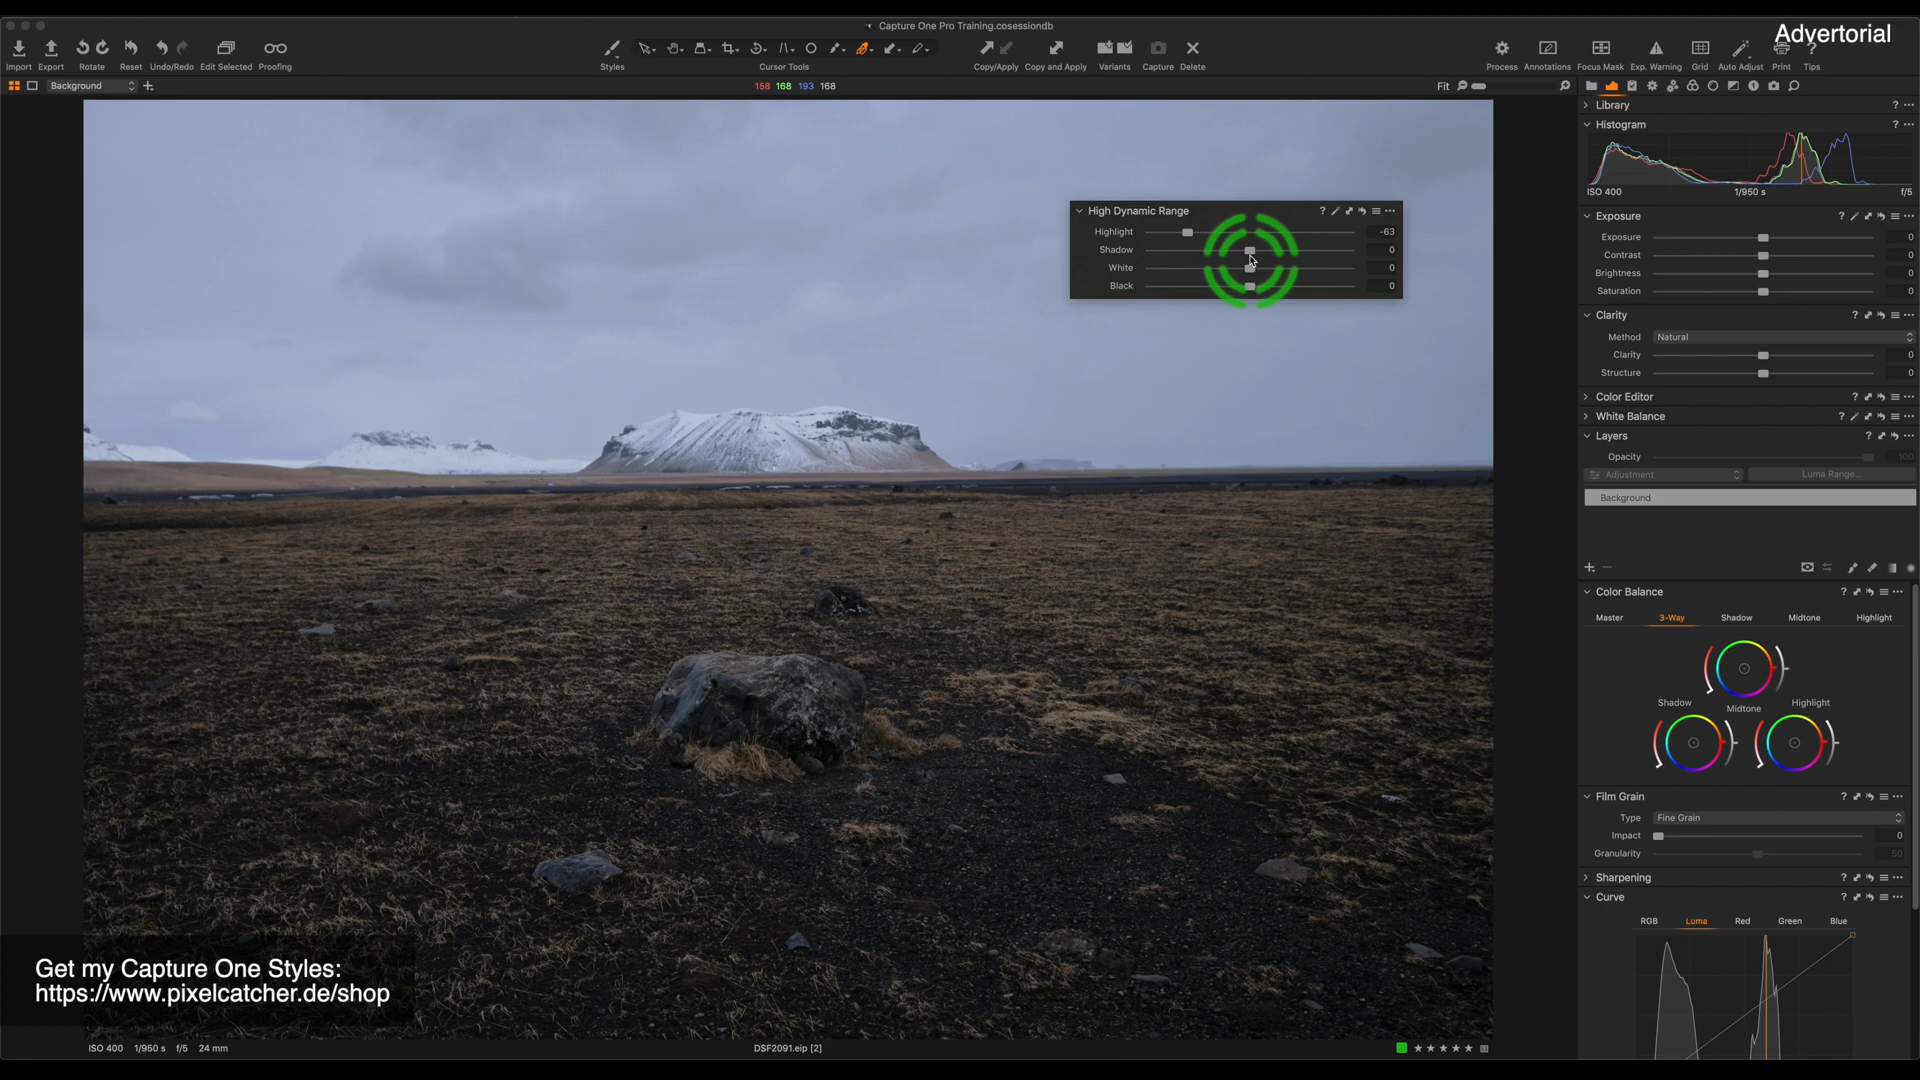 Capture One Pro Training.cosessiondb
Advertorial
Import Export Rotate Reset Undo/Redo Edit Selected Proofing Styles Cursor Tools Copy/Apply Copy and Apply Variants Capture Delete Process Annotations Focus Mask Exp. Warning Grid Auto Adjust Print Tips
Background 158 168 193 168 Fit
Library
Histogram
ISO 400 1/950 s f/5
High Dynamic Range
Highlight -63
Shadow 0
White 0
Black 0
Exposure
Exposure 0
Contrast 0
Brightness 0
Saturation 0
Clarity
Method Natural
Clarity 0
Structure 0
Color Editor
White Balance
Layers
Opacity 100
Adjustment Luma Range...
Background
Color Balance
Master 3-Way Shadow Midtone Highlight
Shadow Midtone Highlight
Film Grain
Type Fine Grain
Impact 0
Granularity 50
Sharpening
Curve
RGB Luma Red Green Blue
Get my Capture One Styles:
https://www.pixelcatcher.de/shop
ISO 400 1/950 s f/5 24 mm DSF2091.eip [2]